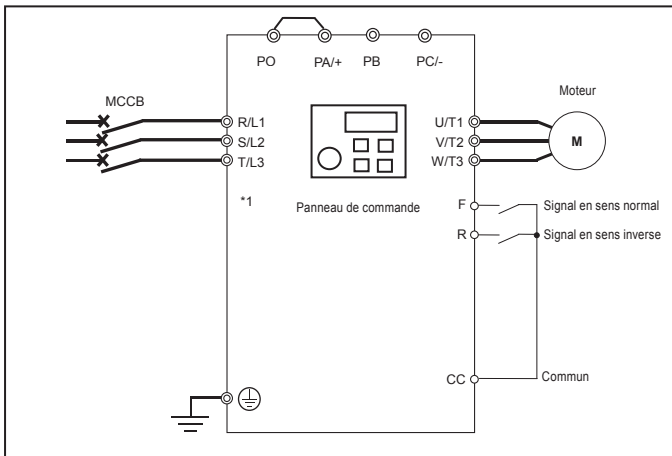 PO PA/+ PB PC/-
MCCB
Moteur
R/L1
U/T1
S/L2
V/T2
M
T/L3
W/T3
*1
Panneau de commande
F
Signal en sens normal
R
Signal en sens inverse
CC
Commun